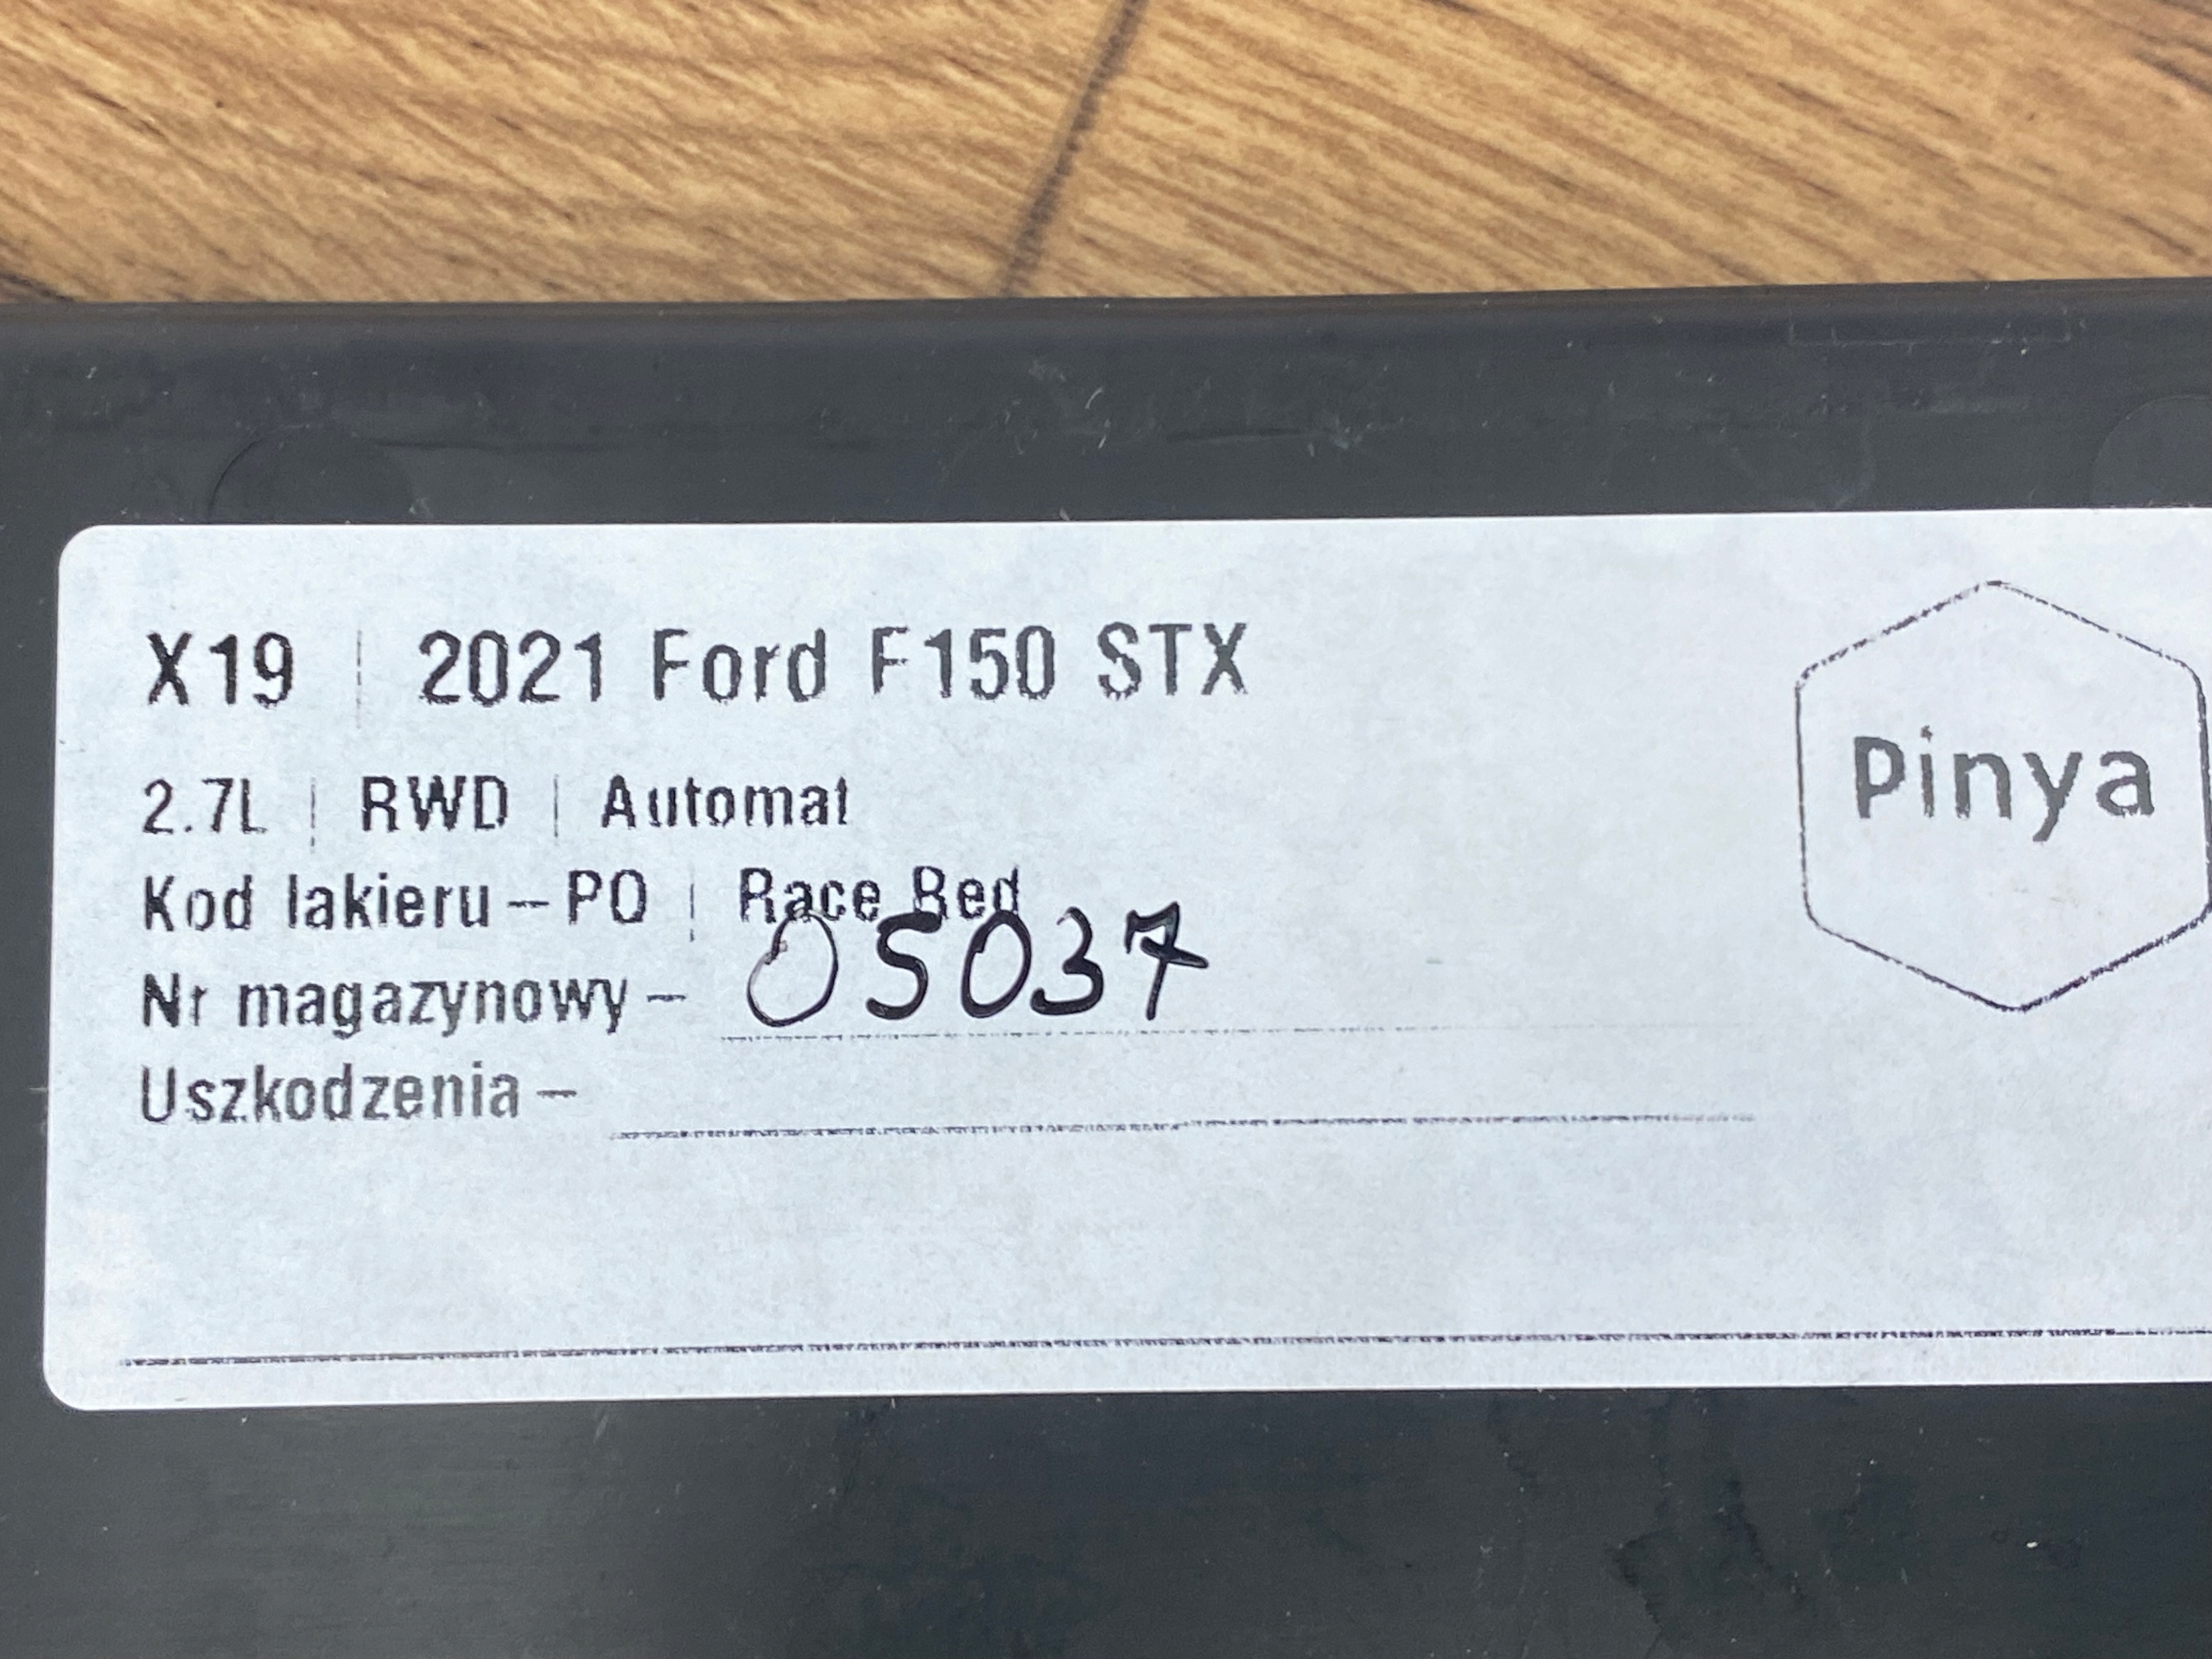 X19 | 2021 Ford F150 STX
Pinya
2.7L | RWD | Automat
Kod lakieru – PO | Race Red
Nr magazynowy – 05037
Uszkodzenia –